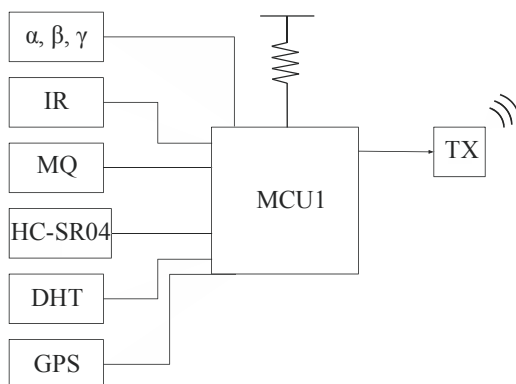 α, β, γ
IR
MQ
HC-SR04
DHT
GPS
MCU1
TX